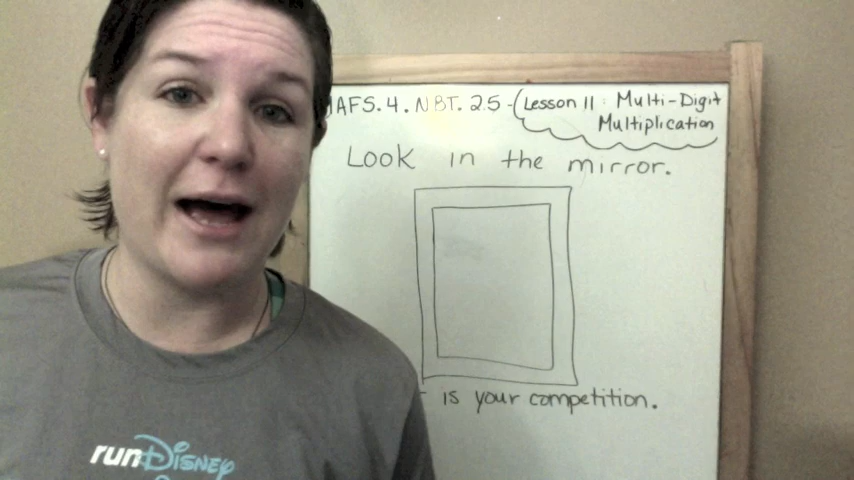 MAFS.4.NBT.2.5 - Lesson 11: Multi-Digit
Multiplication
Look in the mirror.
is your competition.
runDisney